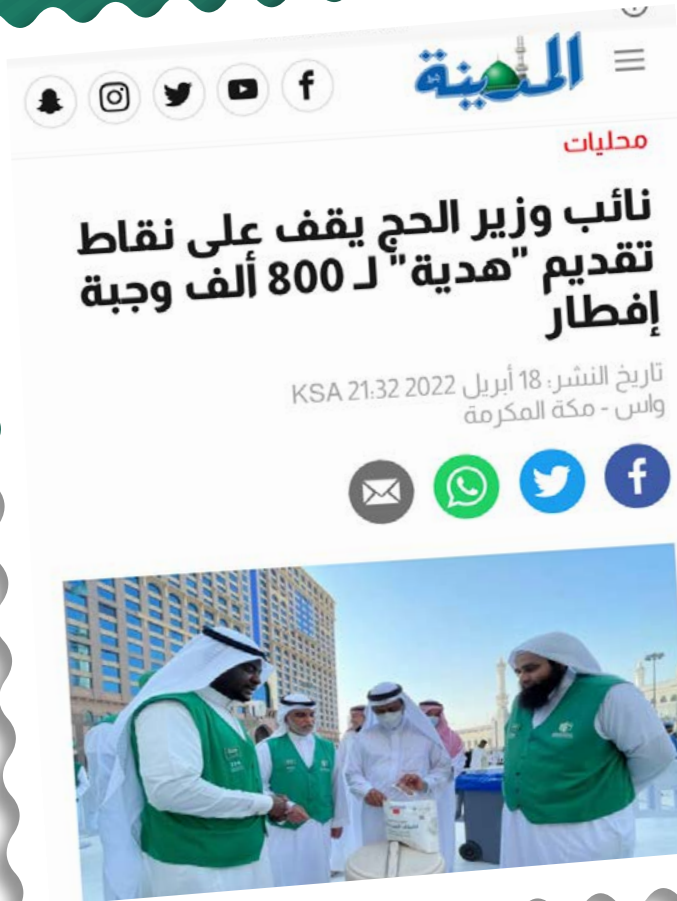 المدينة
محليات
نائب وزير الحج يقف على نقاط
تقديم "هدية" لـ 800 ألف وجبة
إفطار
تاريخ النشر: 18 أبريل 2022 21:32 KSA
واس - مكة المكرمة